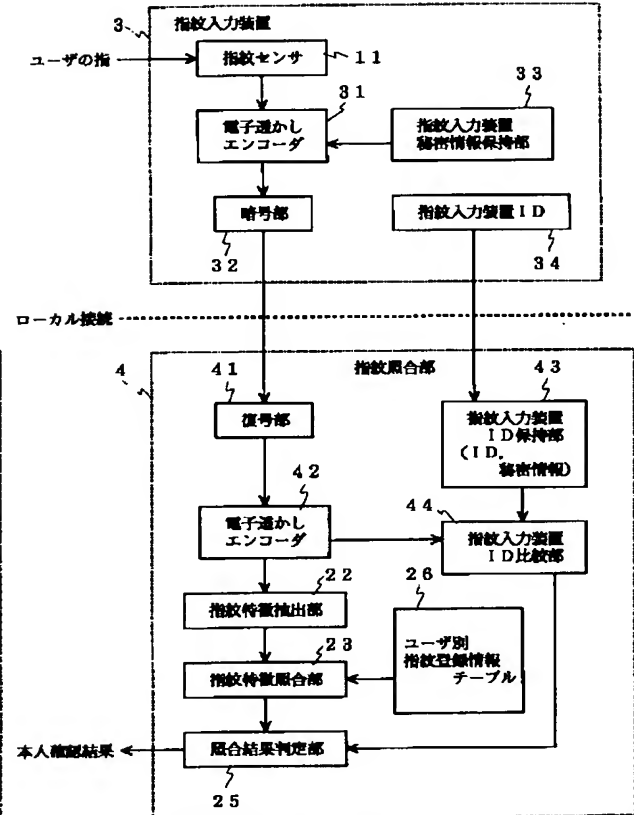 3
指紋入力装置
ユーザの指
指紋センサ
11
31
33
電子透かし
エンコーダ
指紋入力装置
秘密情報保持部
暗号部
32
指紋入力装置ID
34
ローカル接続
4
指紋照合部
41
43
復号部
指紋入力装置
ID保持部
(ID,
秘密情報)
42
44
電子透かし
エンコーダ
指紋入力装置
ID比較部
22
26
指紋特徴抽出部
ユーザ別
指紋登録情報
テーブル
23
指紋特徴照合部
本人確認結果
照合結果判定部
25